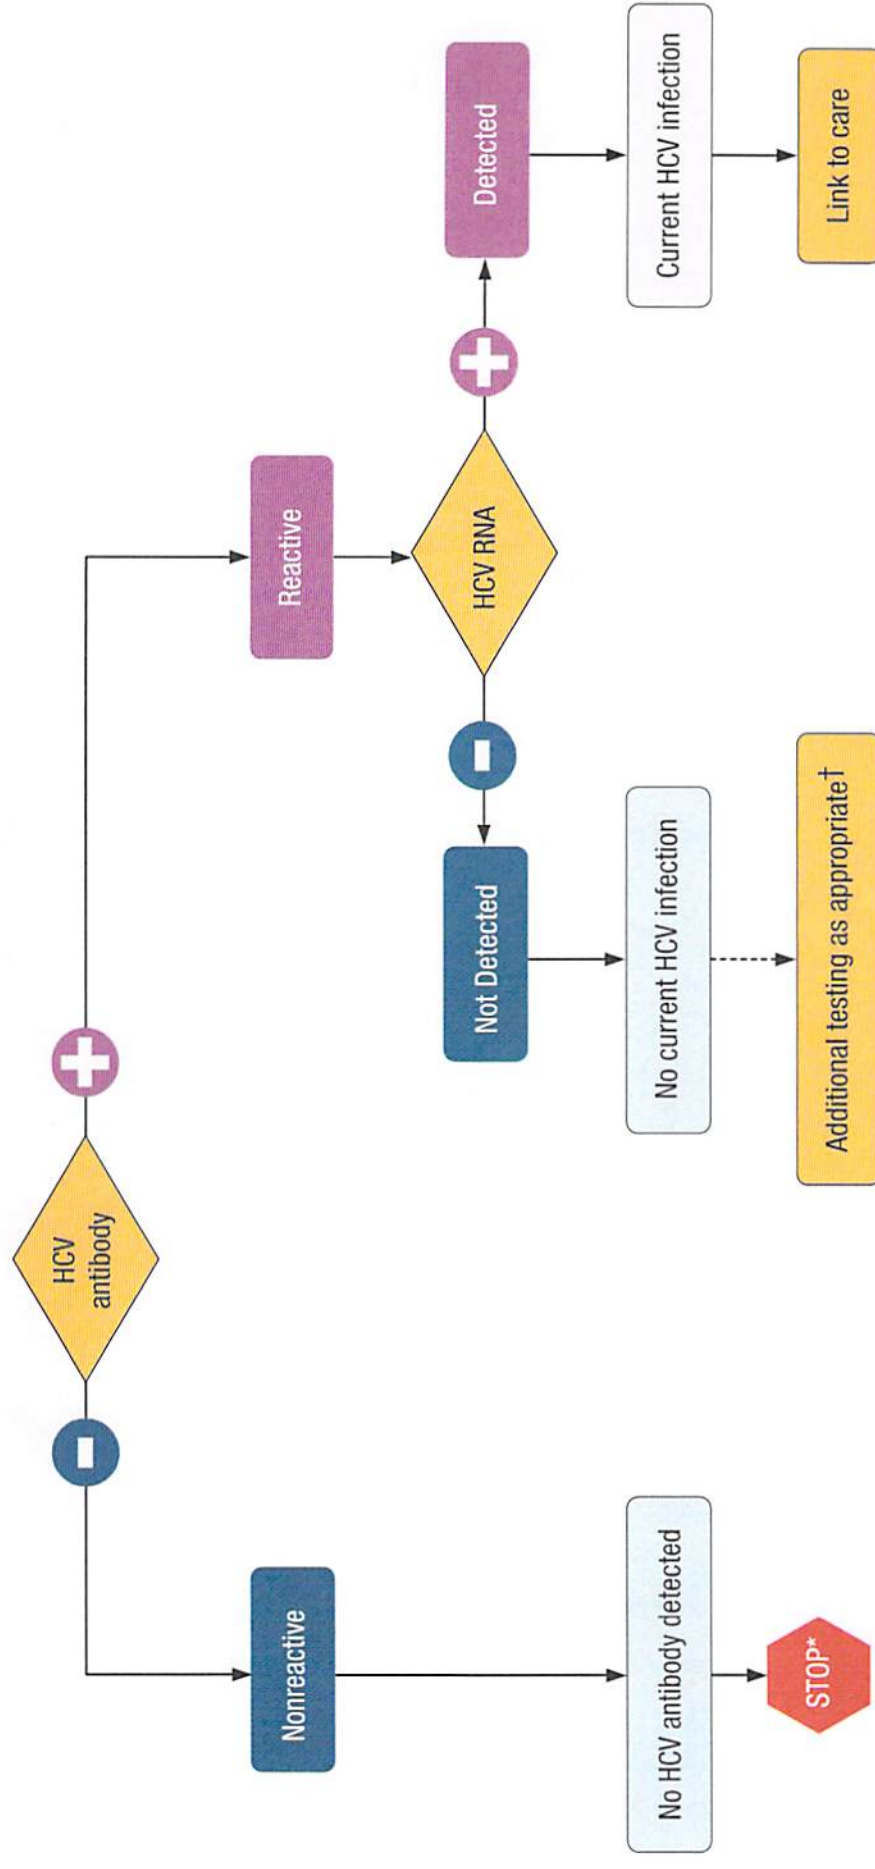 HCV
antibody
-
+
Nonreactive
Reactive
HCV RNA
-
+
Not Detected
Detected
No HCV antibody detected
No current HCV infection
Current HCV infection
STOP*
Additional testing as appropriate†
Link to care